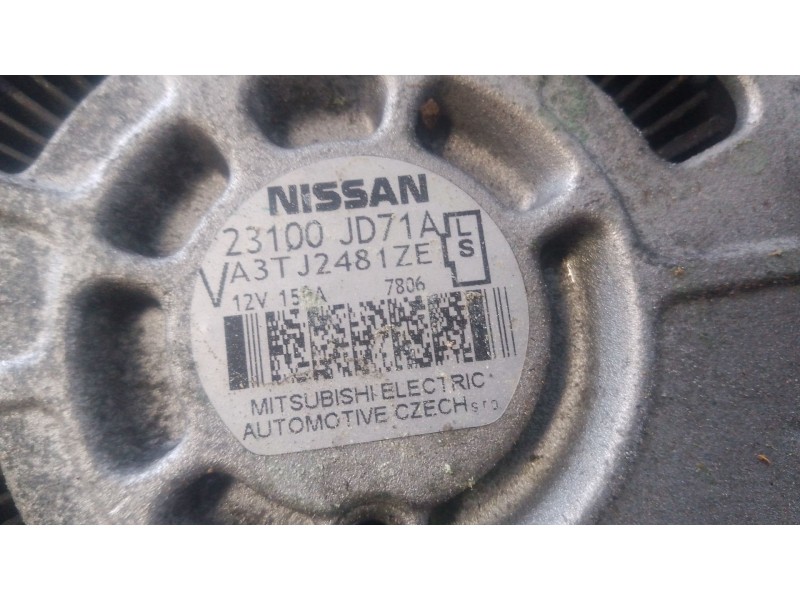 NISSAN
23100 JD71A
L
S
VA3TJ2481ZE
12V 7806
MITSUBISHI ELECTRIC
AUTOMOTIVE CZECH s.r.o.